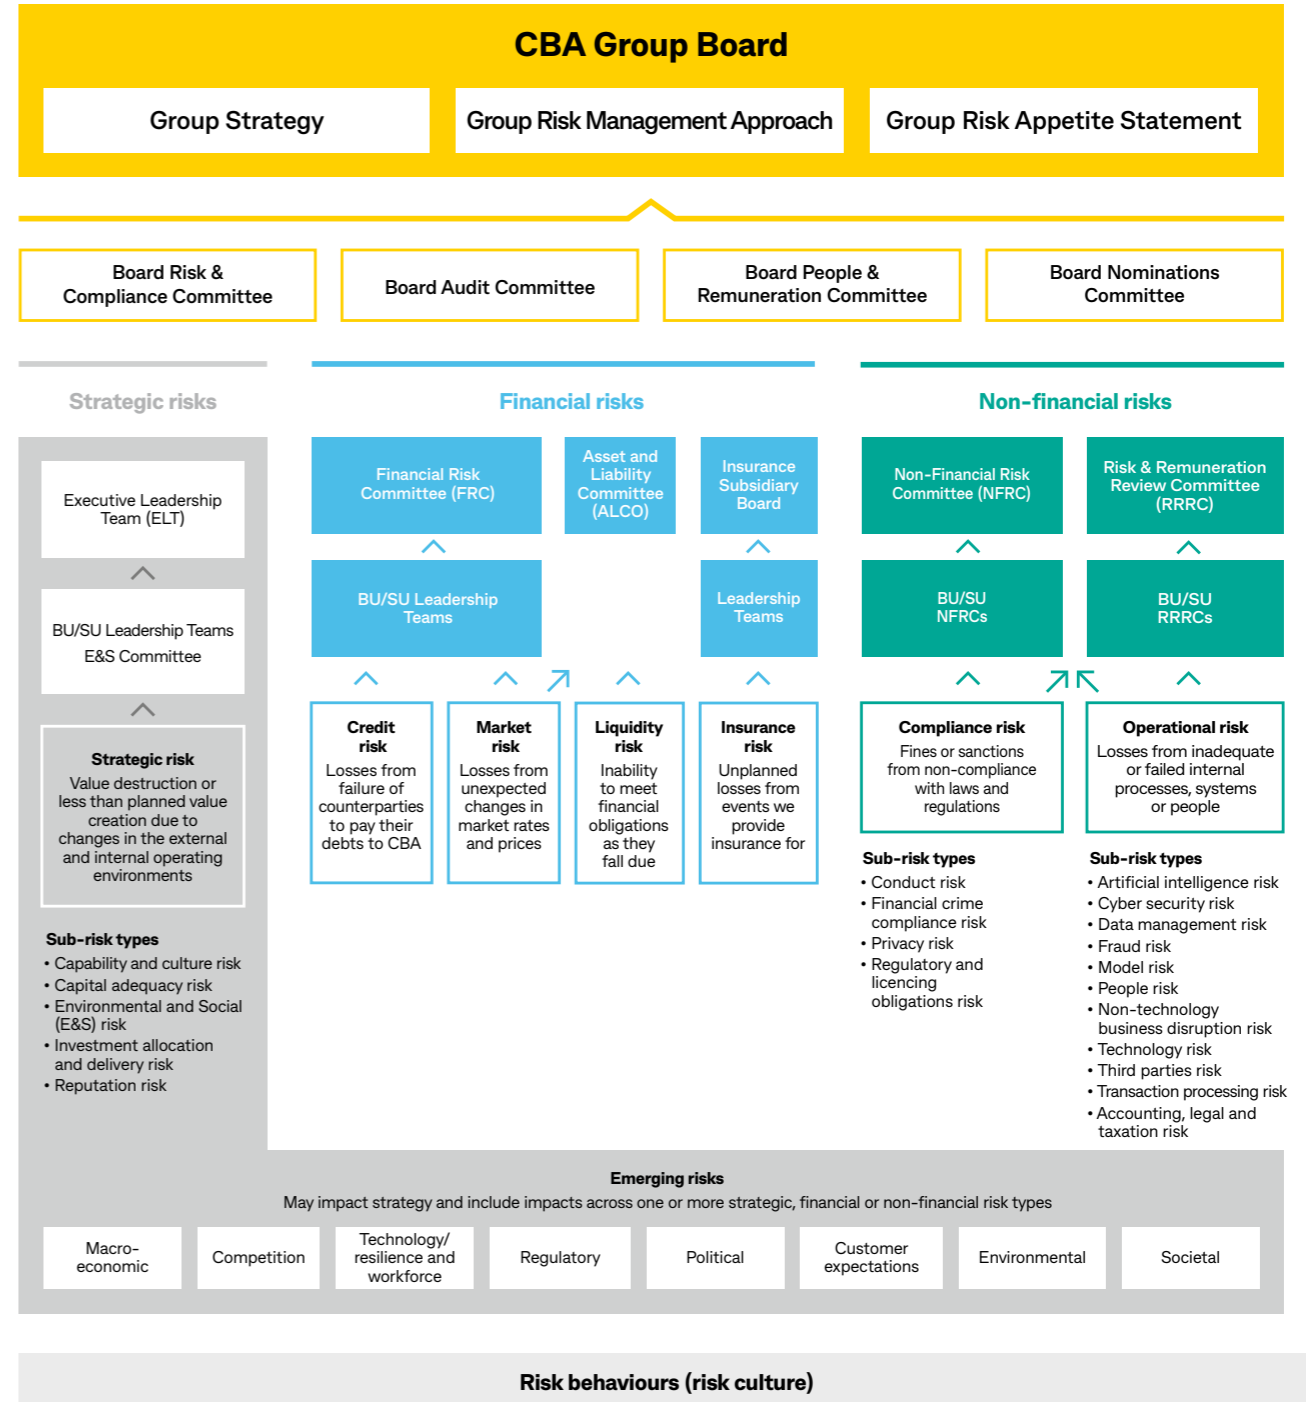 CBA Group Board
Group Strategy
Group Risk Management Approach
Group Risk Appetite Statement
Board Risk &
Compliance Committee
Board Audit Committee
Board People &
Remuneration Committee
Board Nominations
Committee
Strategic risks
Executive Leadership
Team (ELT)
BU/SU Leadership Teams
E&S Committee
Strategic risk
Value destruction or
less than planned value
creation due to
changes in the external
and internal operating
environments
Sub-risk types
• Capability and culture risk
• Capital adequacy risk
• Environmental and Social
(E&S) risk
• Investment allocation
and delivery risk
• Reputation risk
Financial risks
Financial Risk
Committee (FRC)
Asset and
Liability
Committee
(ALCO)
Insurance
Subsidiary
Board
BU/SU Leadership
Teams
Leadership
Teams
Credit
risk
Losses from
failure of
counterparties
to pay their
debts to CBA
Market
risk
Losses from
unexpected
changes in
market rates
and prices
Liquidity
risk
Inability
to meet
financial
obligations
as they
fall due
Insurance
risk
Unplanned
losses from
events we
provide
insurance for
Non-financial risks
Non-Financial Risk
Committee (NFRC)
Risk & Remuneration
Review Committee
(RRRC)
BU/SU
NFRCs
BU/SU
RRRCs
Compliance risk
Fines or sanctions
from non-compliance
with laws and
regulations
Sub-risk types
• Conduct risk
• Financial crime
compliance risk
• Privacy risk
• Regulatory and
licencing
obligations risk
Operational risk
Losses from inadequate
or failed internal
processes, systems
or people
Sub-risk types
• Artificial intelligence risk
• Cyber security risk
• Data management risk
• Fraud risk
• Model risk
• People risk
• Non-technology
business disruption risk
• Technology risk
• Third parties risk
• Transaction processing risk
• Accounting, legal and
taxation risk
Emerging risks
May impact strategy and include impacts across one or more strategic, financial or non-financial risk types
Macro-
economic
Competition
Technology/
resilience and
workforce
Regulatory
Political
Customer
expectations
Environmental
Societal
Risk behaviours (risk culture)